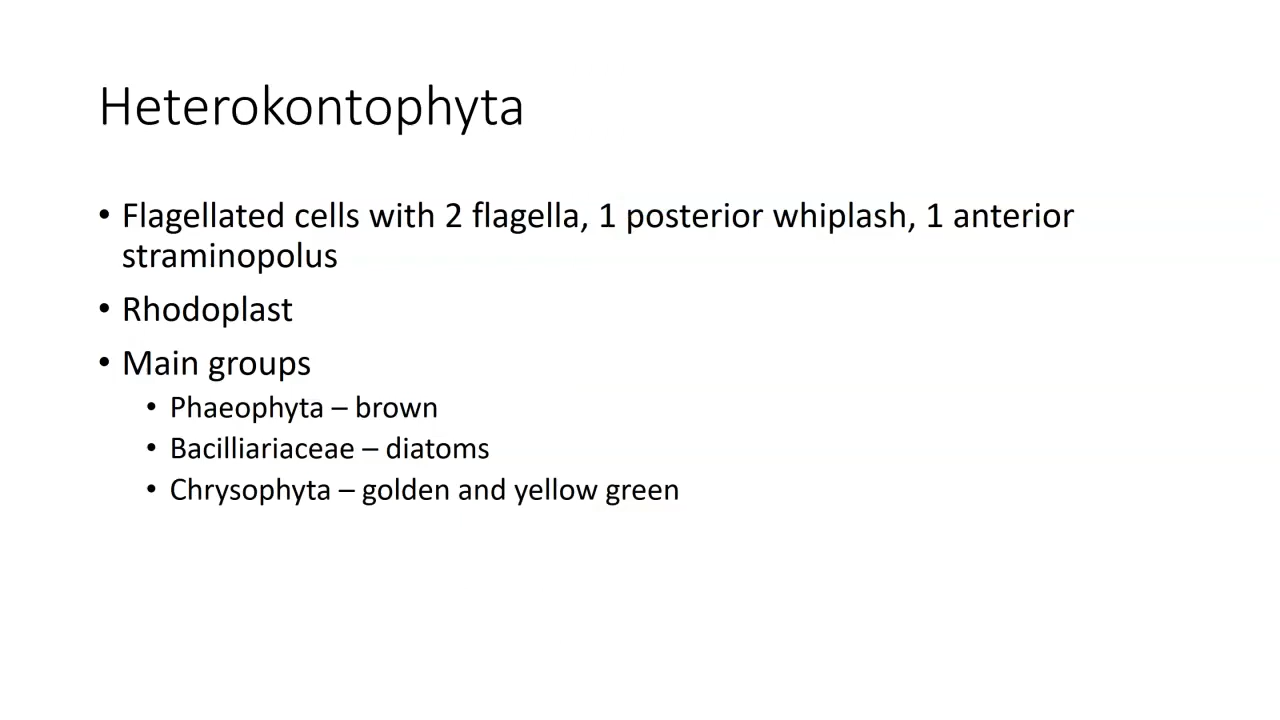 Heterokontophyta
• Flagellated cells with 2 flagella, 1 posterior whiplash, 1 anterior
straminopolus
• Rhodoplast
• Main groups
• Phaeophyta – brown
• Bacilliariaceae – diatoms
• Chrysophyta – golden and yellow green